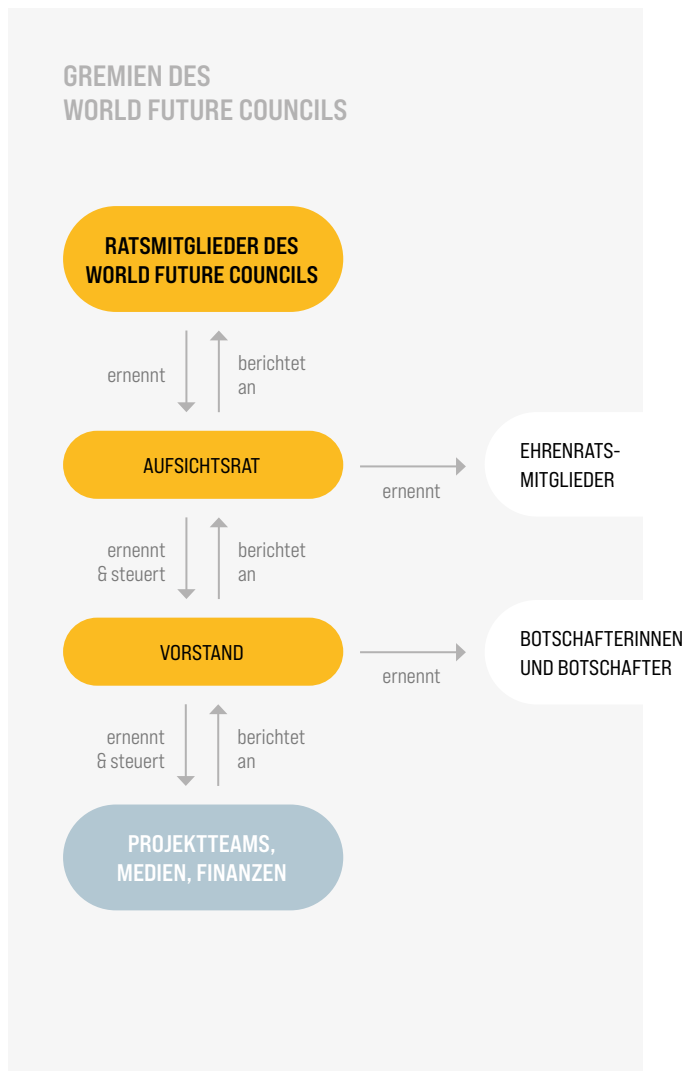 GREMIEN DES
WORLD FUTURE COUNCILS
RATSMITGLIEDER DES
WORLD FUTURE COUNCILS
ernennt
berichtet
an
AUFSICHTSRAT
ernennt
EHRENRATS-
MITGLIEDER
ernennt
& steuert
berichtet
an
VORSTAND
ernennt
BOTSCHAFTERINNEN
UND BOTSCHAFTER
ernennt
& steuert
berichtet
an
PROJEKTTEAMS,
MEDIEN, FINANZEN